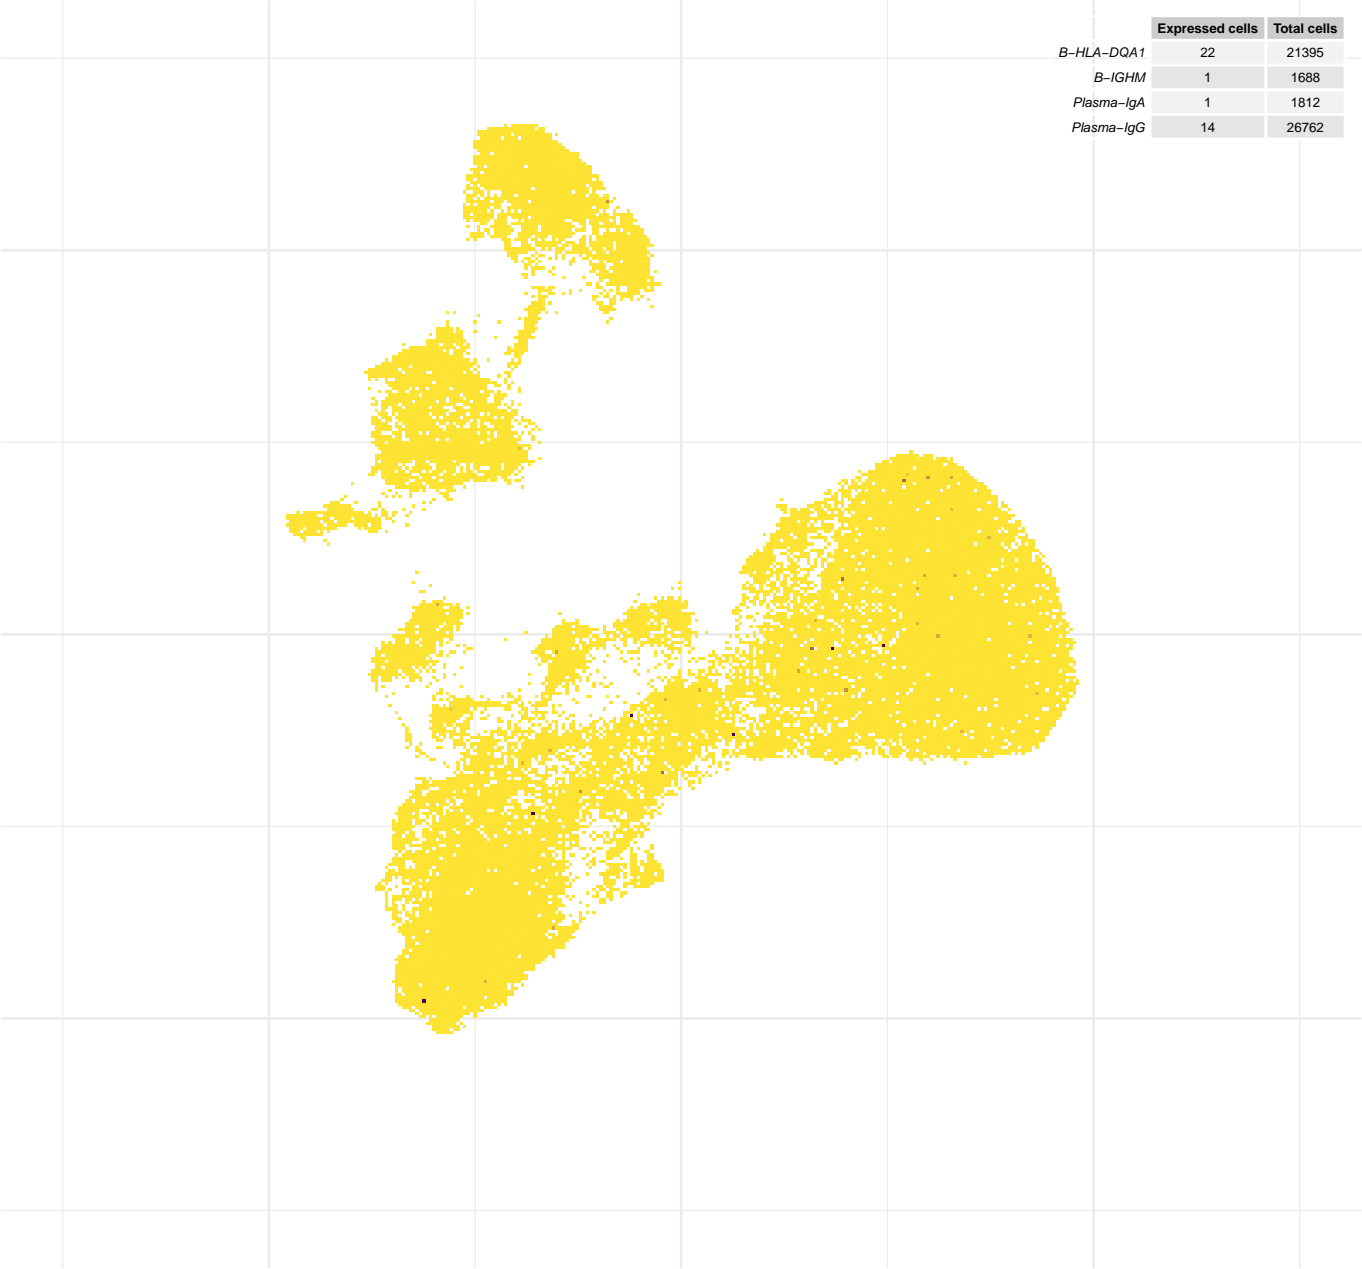 Expressed cells Total cells
B−HLA−DQA1 22 21395
B−IGHM 1 1688
Plasma−IgA 1 1812
Plasma−IgG 14 26762